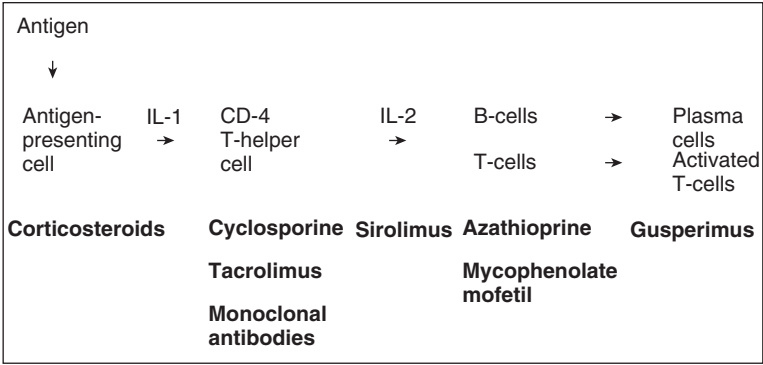 Antigen
↓
Antigen- IL-1 CD-4 IL-2 B-cells → Plasma
presenting → T-helper → cells
cell cell T-cells → Activated
T-cells
Corticosteroids Cyclosporine Sirolimus Azathioprine Gusperimus
Tacrolimus Mycophenolate
mofetil
Monoclonal
antibodies